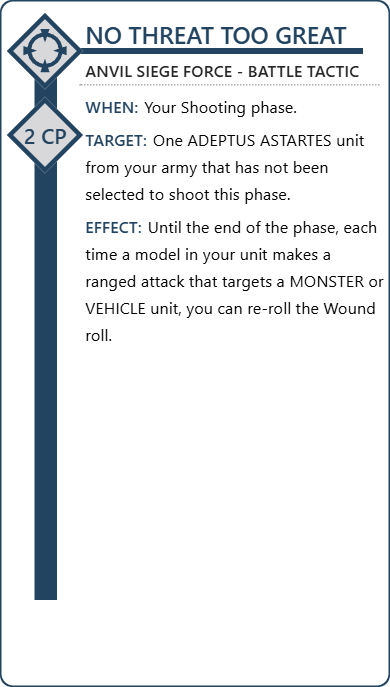 NO THREAT TOO GREAT
ANVIL SIEGE FORCE - BATTLE TACTIC
2 CP
WHEN: Your Shooting phase.
TARGET: One ADEPTUS ASTARTES unit
from your army that has not been
selected to shoot this phase.
EFFECT: Until the end of the phase, each
time a model in your unit makes a
ranged attack that targets a MONSTER or
VEHICLE unit, you can re-roll the Wound
roll.